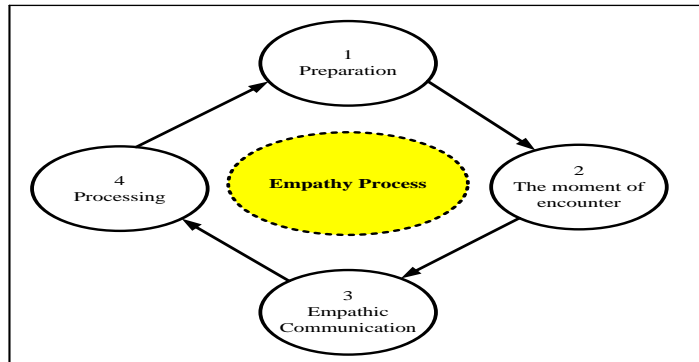 1
Preparation
2
The moment of
encounter
3
Empathic
Communication
4
Processing
Empathy Process